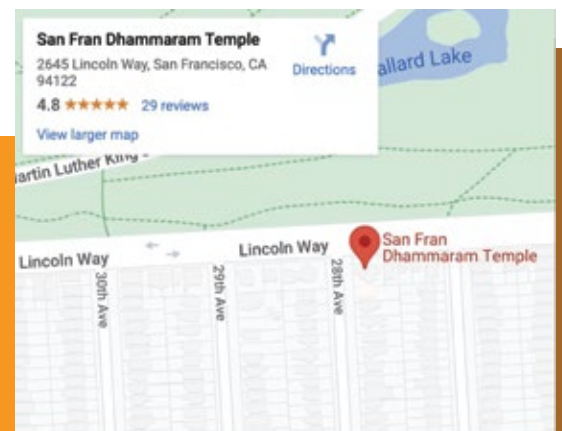 San Fran Dhammaram Temple
2645 Lincoln Way, San Francisco, CA
94122
4.8 ★★★★★ 29 reviews
View larger map
Directions
allard Lake
artin Luther King
Lincoln Way
Lincoln Way
San Fran
Dhammaram Temple
30th Ave
29th Ave
28th Ave